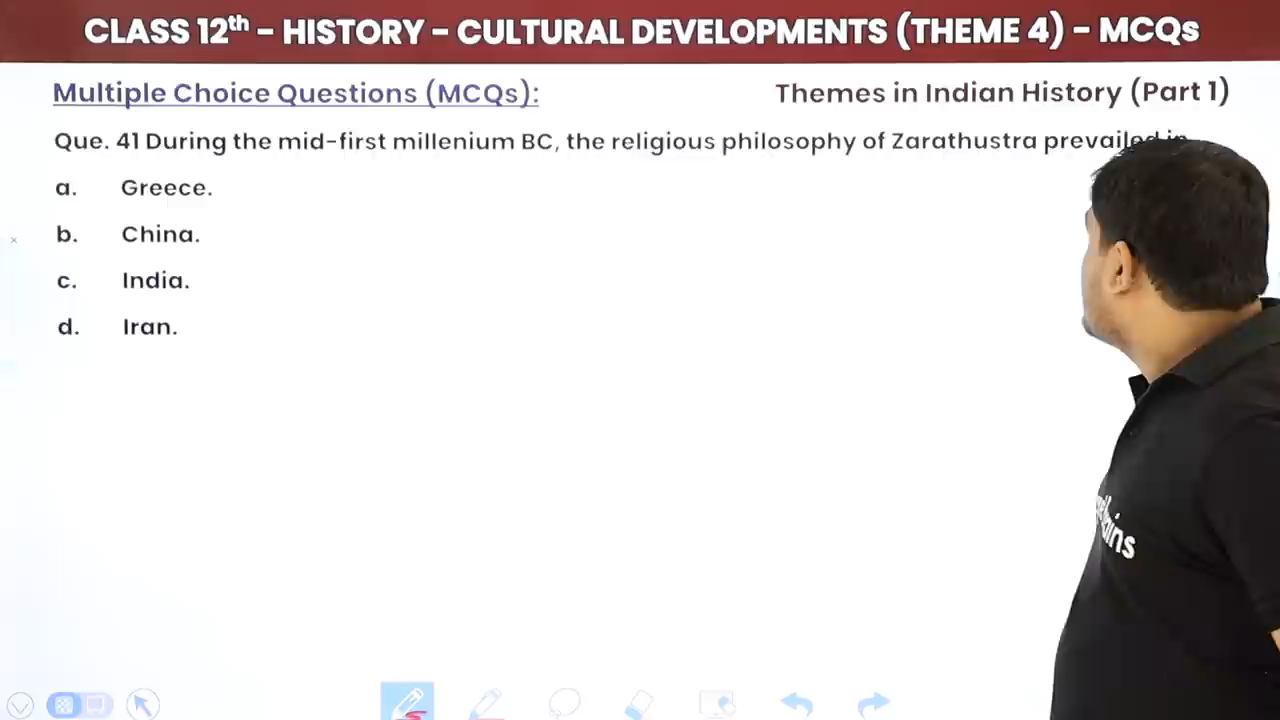 CLASS 12th - HISTORY - CULTURAL DEVELOPMENTS (THEME 4) - MCQs
Multiple Choice Questions (MCQs):
Themes in Indian History (Part 1)
Que. 41 During the mid-first millenium BC, the religious philosophy of Zarathustra prevailed in
a. Greece.
b. China.
c. India.
d. Iran.